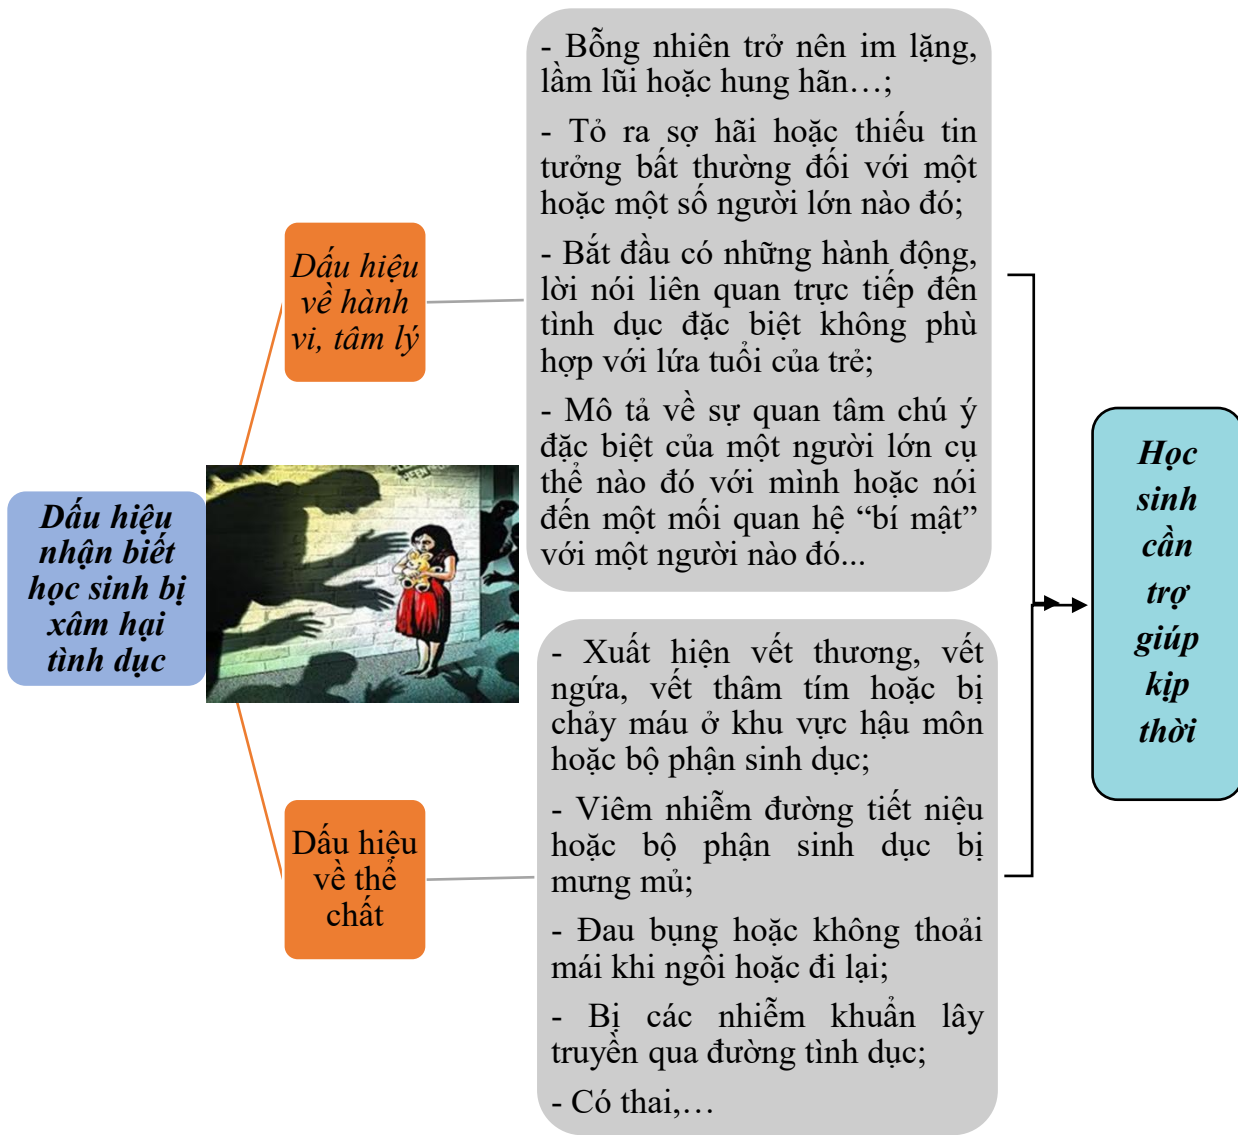 Dấu hiệu
nhận biết
học sinh bị
xâm hại
tình dục
Dấu hiệu
về hành
vi, tâm lý
- Bỗng nhiên trở nên im lặng,
lầm lũi hoặc hung hãn…;
- Tỏ ra sợ hãi hoặc thiếu tin
tưởng bất thường đối với một
hoặc một số người lớn nào đó;
- Bắt đầu có những hành động,
lời nói liên quan trực tiếp đến
tình dục đặc biệt không phù
hợp với lứa tuổi của trẻ;
- Mô tả về sự quan tâm chú ý
đặc biệt của một người lớn cụ
thể nào đó với mình hoặc nói
đến một mối quan hệ “bí mật”
với một người nào đó...
Dấu hiệu
về thể
chất
- Xuất hiện vết thương, vết
ngứa, vết thâm tím hoặc bị
chảy máu ở khu vực hậu môn
hoặc bộ phận sinh dục;
- Viêm nhiễm đường tiết niệu
hoặc bộ phận sinh dục bị
mưng mủ;
- Đau bụng hoặc không thoải
mái khi ngồi hoặc đi lại;
- Bị các nhiễm khuẩn lây
truyền qua đường tình dục;
- Có thai,…
Học
sinh
cần
trợ
giúp
kịp
thời